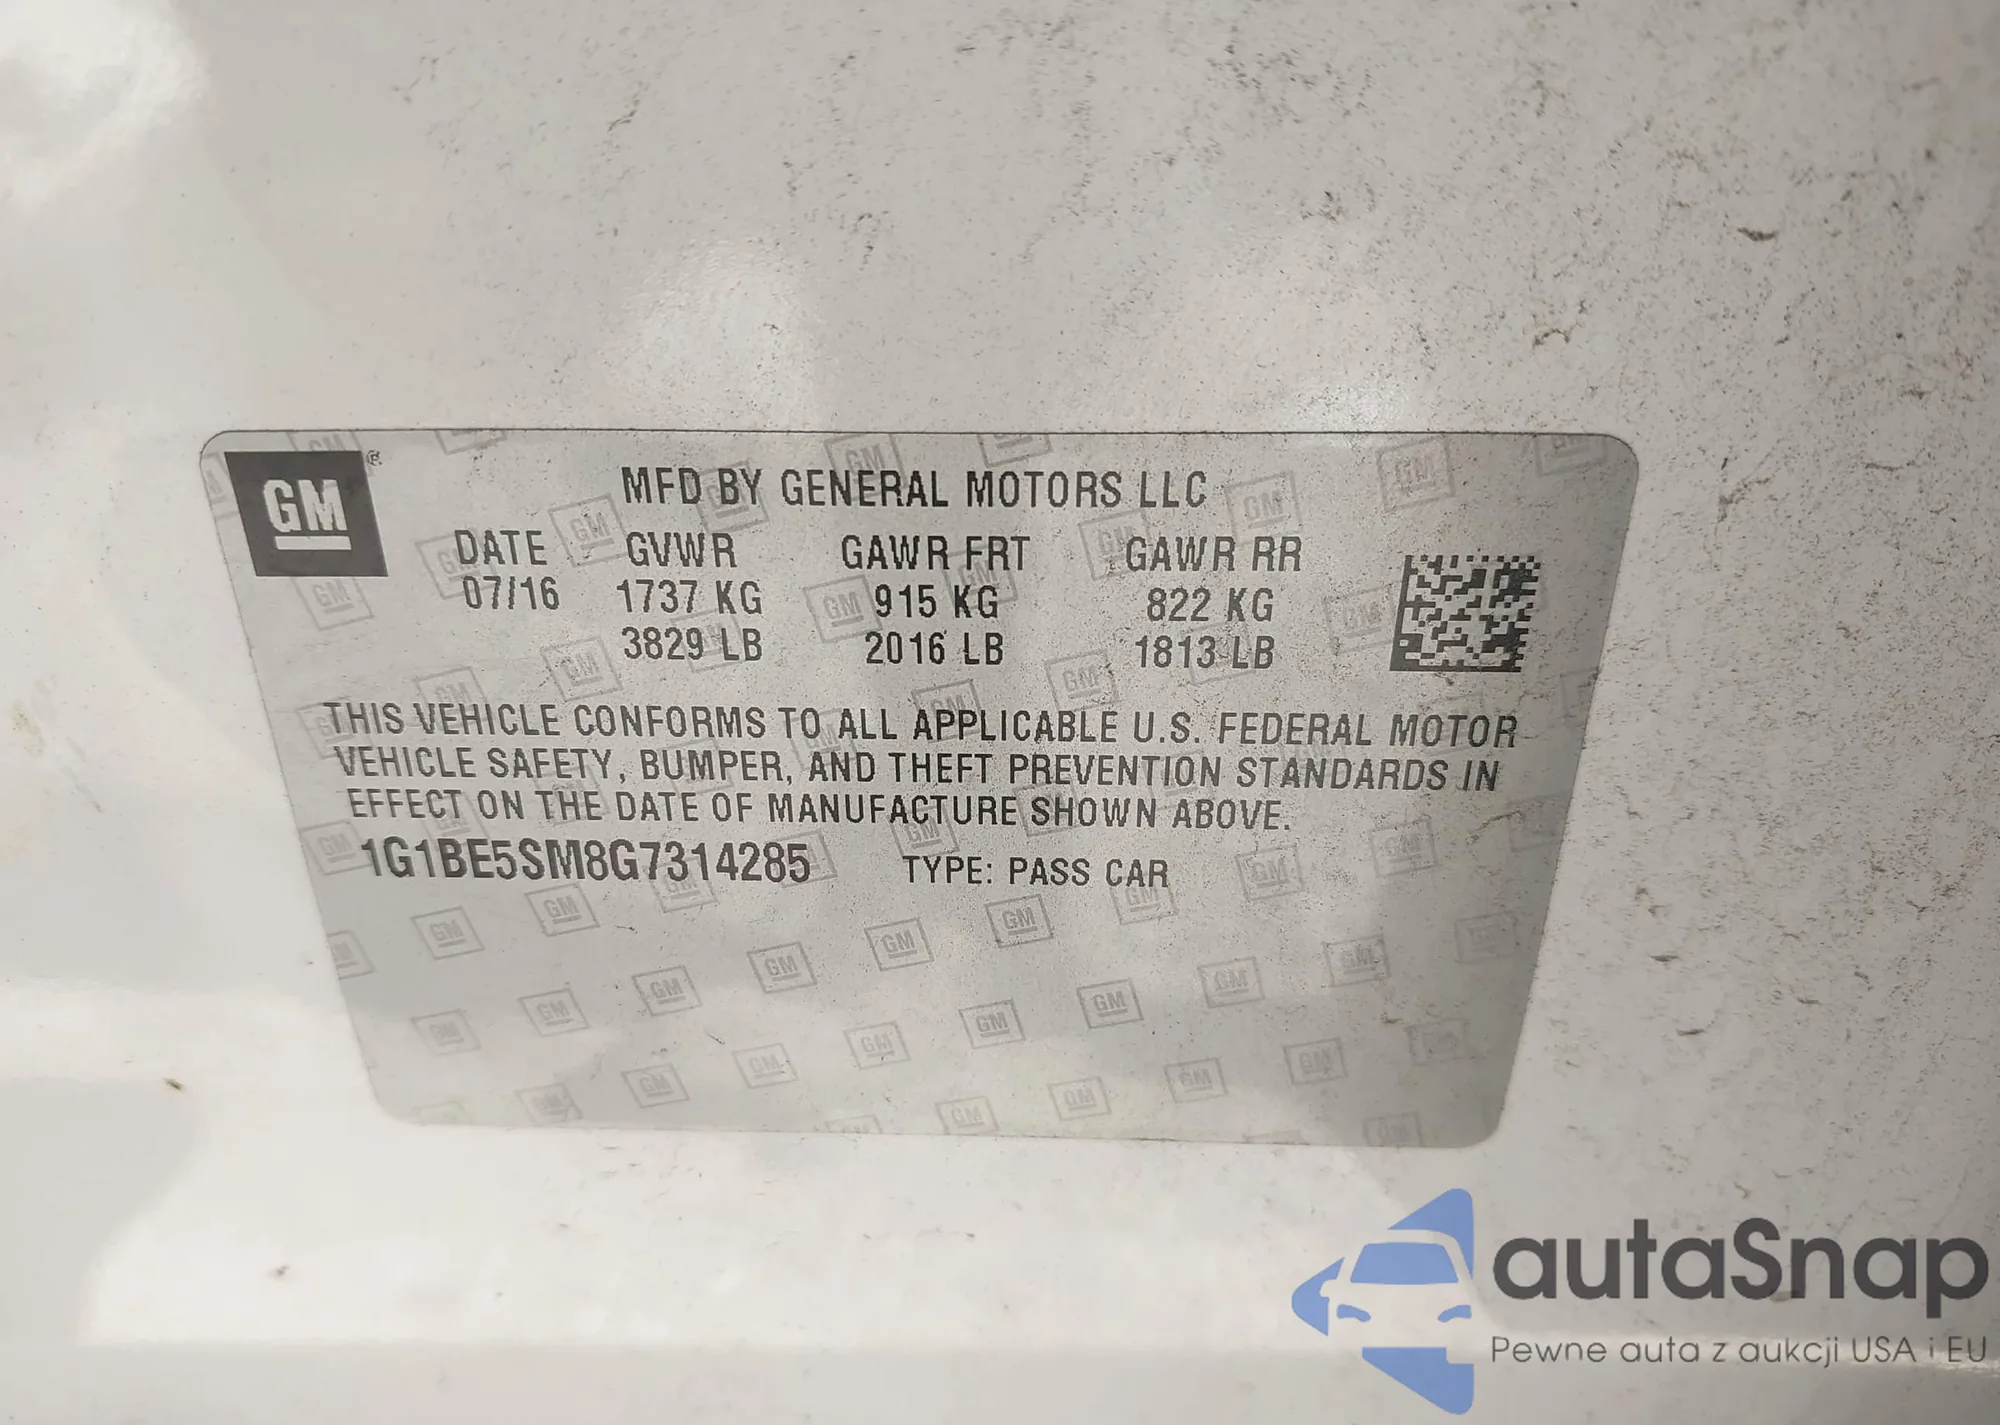 GM
MFD BY GENERAL MOTORS LLC
DATE GVWR GAWR FRT GAWR RR
07/16 1737 KG 915 KG 822 KG
3829 LB 2016 LB 1813 LB
THIS VEHICLE CONFORMS TO ALL APPLICABLE U.S. FEDERAL MOTOR
VEHICLE SAFETY, BUMPER, AND THEFT PREVENTION STANDARDS IN
EFFECT ON THE DATE OF MANUFACTURE SHOWN ABOVE.
1G1BE5SM8G7314285 TYPE: PASS CAR
autaSnap
Pewne auta z aukcji USA i EU